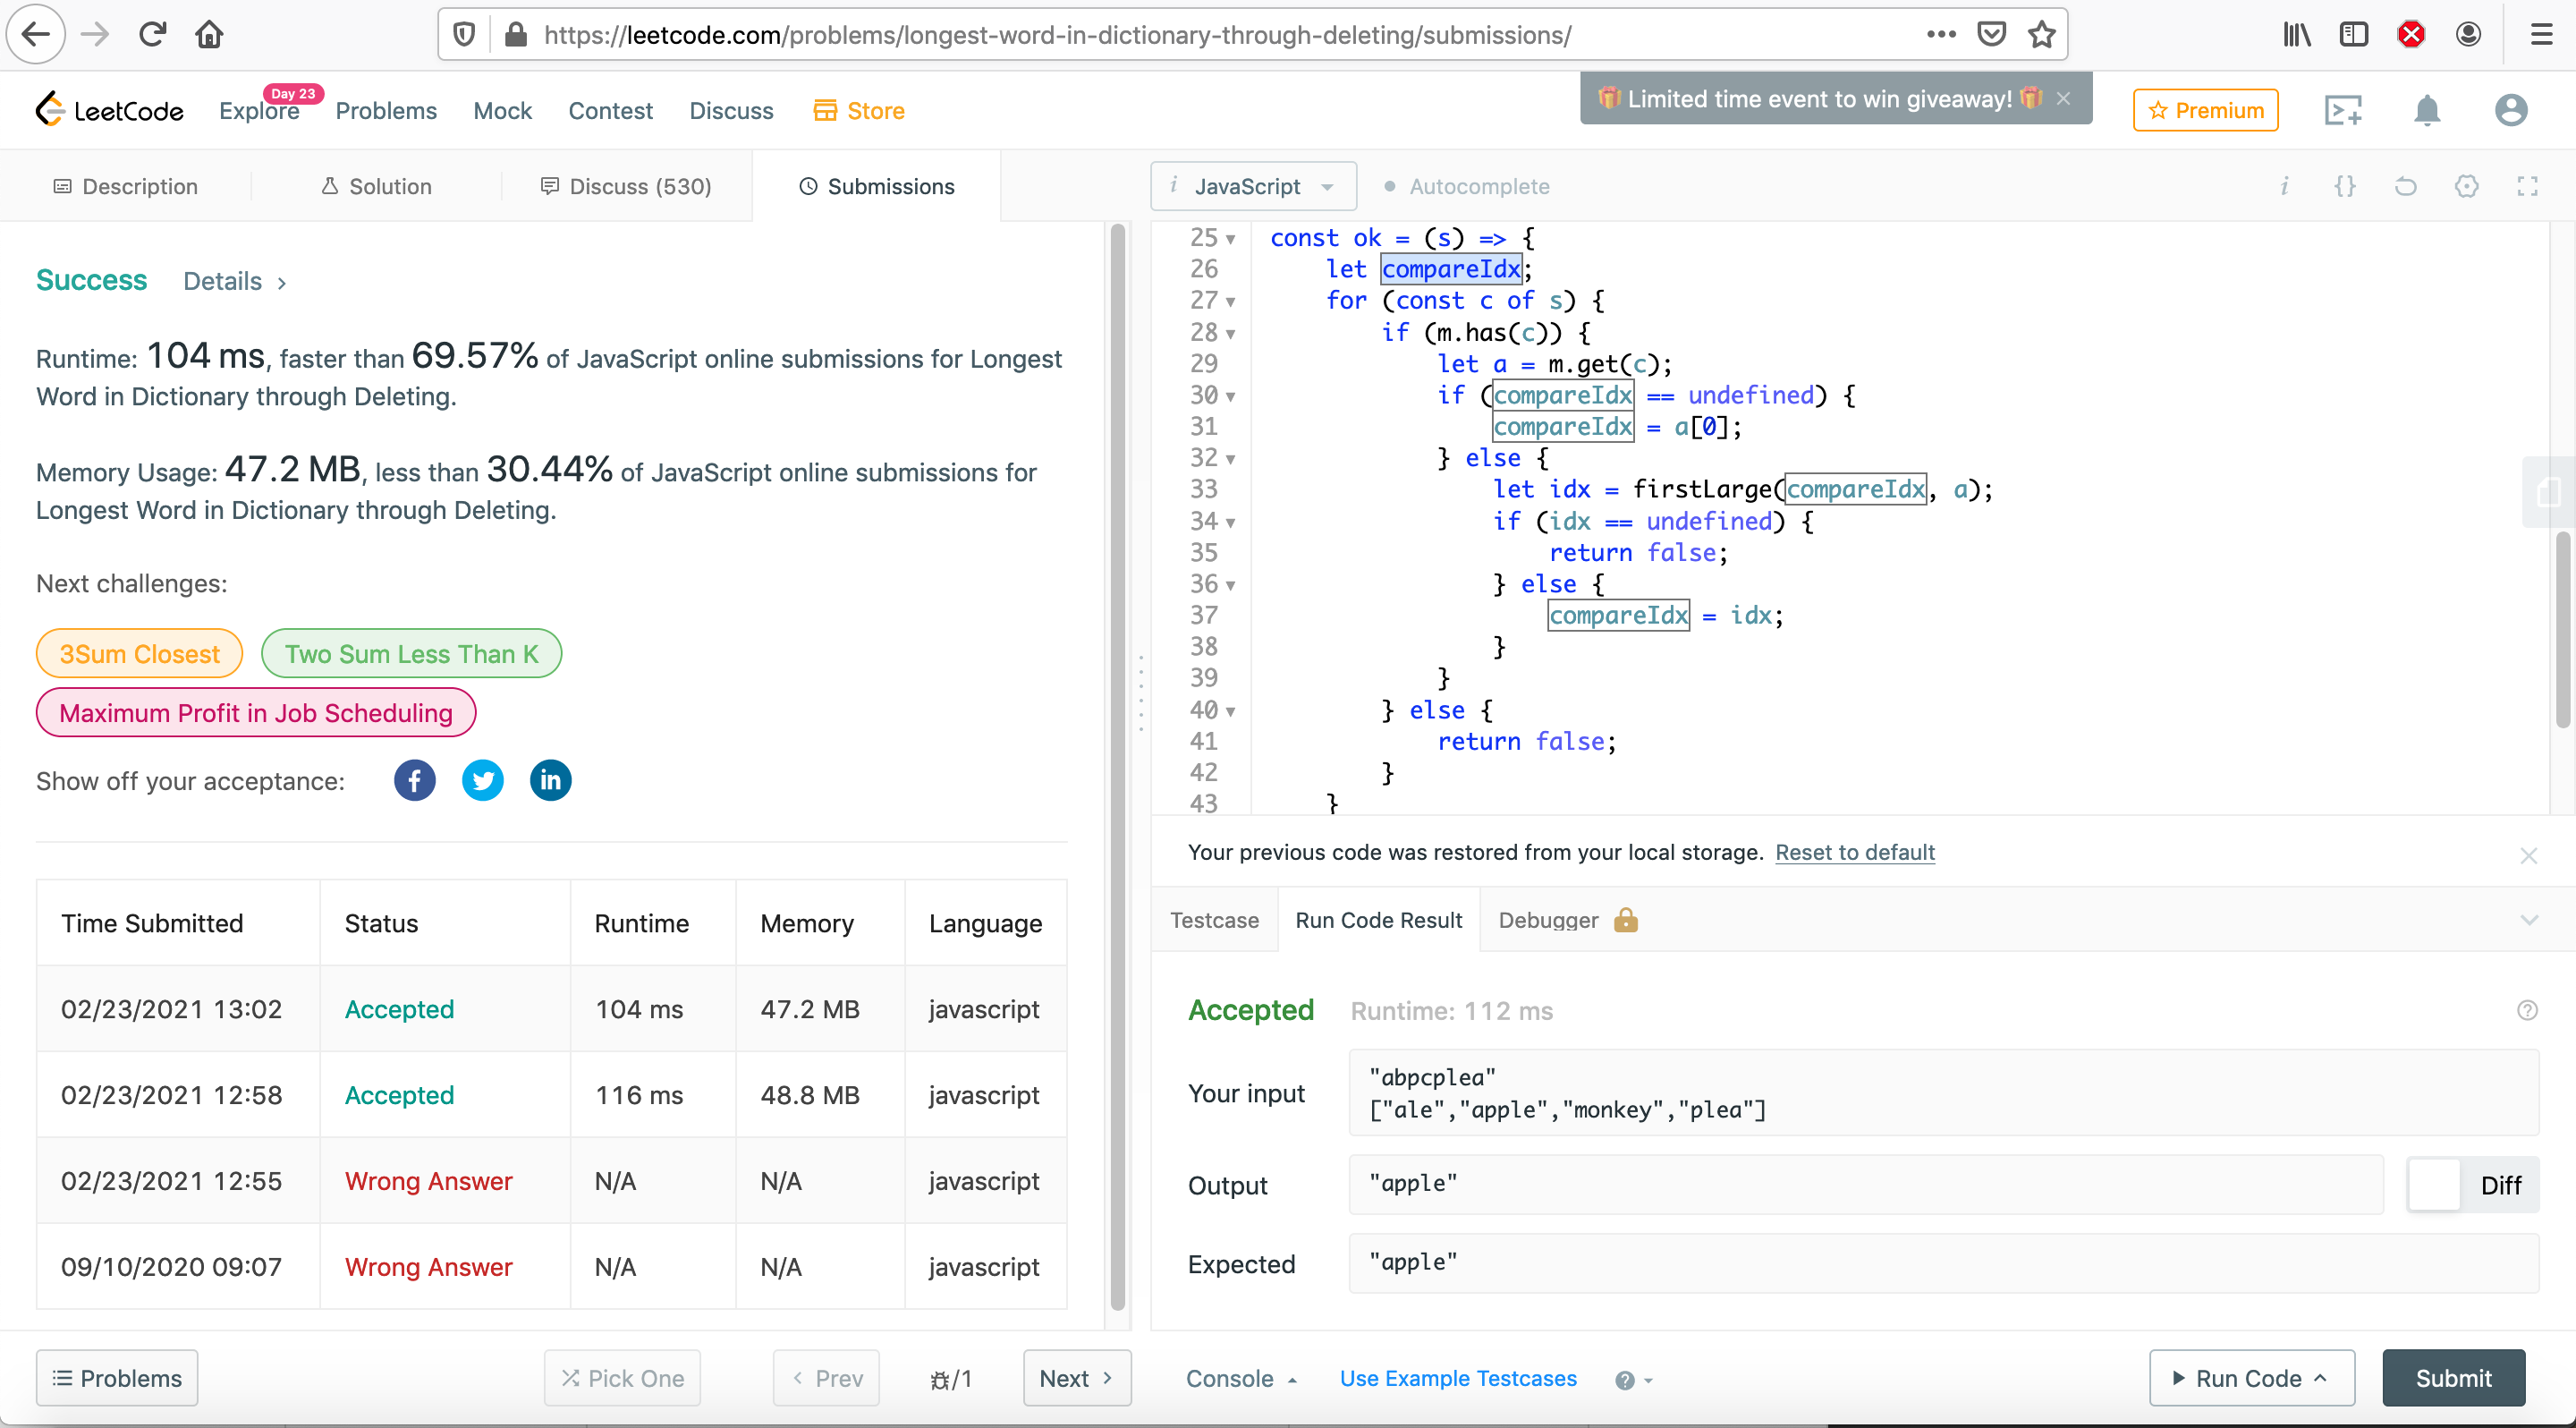 https://leetcode.com/problems/longest-word-in-dictionary-through-deleting/submissions/
LeetCode
Explore
Day 23
Problems
Mock
Contest
Discuss
Store
Limited time event to win giveaway!
Premium
Description
Solution
Discuss (530)
Submissions
Success
Details
Runtime: 104 ms, faster than 69.57% of JavaScript online submissions for Longest
Word in Dictionary through Deleting.
Memory Usage: 47.2 MB, less than 30.44% of JavaScript online submissions for
Longest Word in Dictionary through Deleting.
Next challenges:
3Sum Closest
Two Sum Less Than K
Maximum Profit in Job Scheduling
Show off your acceptance:
Time Submitted Status Runtime Memory Language
02/23/2021 13:02 Accepted 104 ms 47.2 MB javascript
02/23/2021 12:58 Accepted 116 ms 48.8 MB javascript
02/23/2021 12:55 Wrong Answer N/A N/A javascript
09/10/2020 09:07 Wrong Answer N/A N/A javascript
Problems
Pick One
Prev
/1
Next
i JavaScript
Autocomplete
i {}
25 const ok = (s) => {
26 let compareIdx;
27 for (const c of s) {
28 if (m.has(c)) {
29 let a = m.get(c);
30 if (compareIdx == undefined) {
31 compareIdx = a[0];
32 } else {
33 let idx = firstLarge(compareIdx, a);
34 if (idx == undefined) {
35 return false;
36 } else {
37 compareIdx = idx;
38 }
39 }
40 } else {
41 return false;
42 }
43 }
Your previous code was restored from your local storage. Reset to default
Testcase
Run Code Result
Debugger
Accepted Runtime: 112 ms
Your input
"abpcplea"
["ale","apple","monkey","plea"]
Output
"apple"
Diff
Expected
"apple"
Console
Use Example Testcases
Run Code
Submit